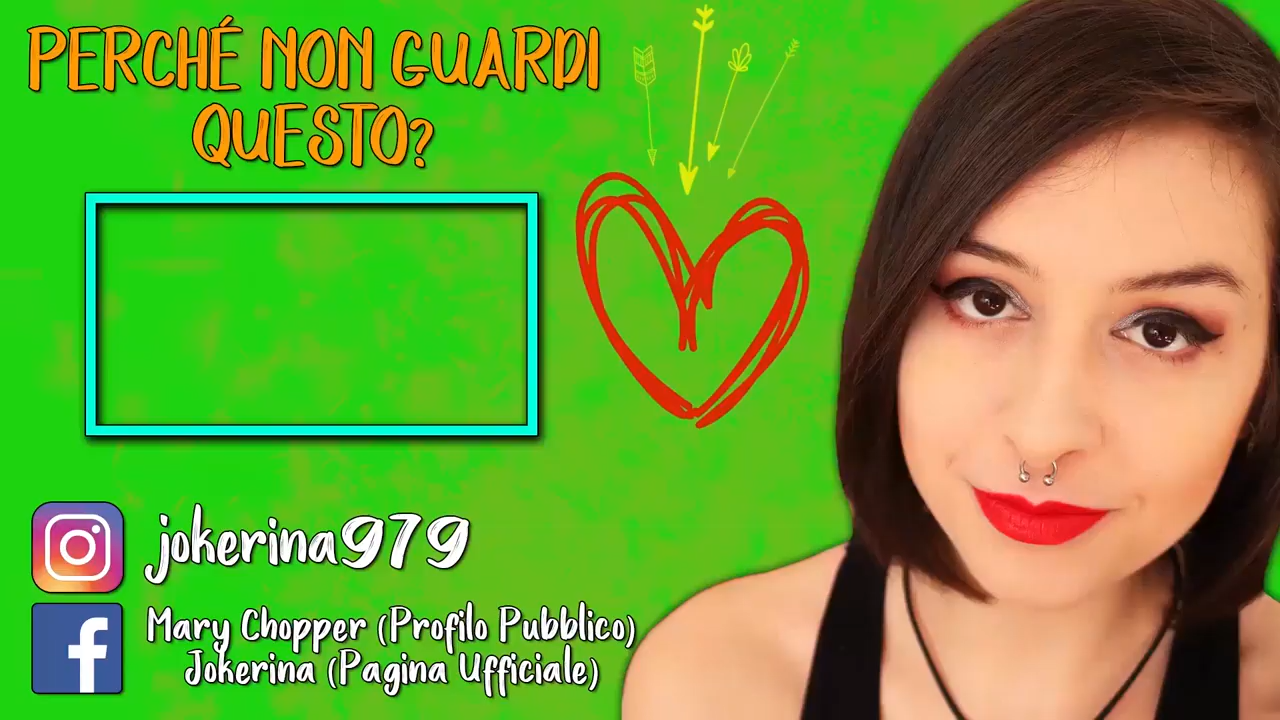 PERCHÉ NON GUARDI
QUESTO?
jokerina979
Mary Chopper (Profilo Pubblico)
Jokerina (Pagina Ufficiale)